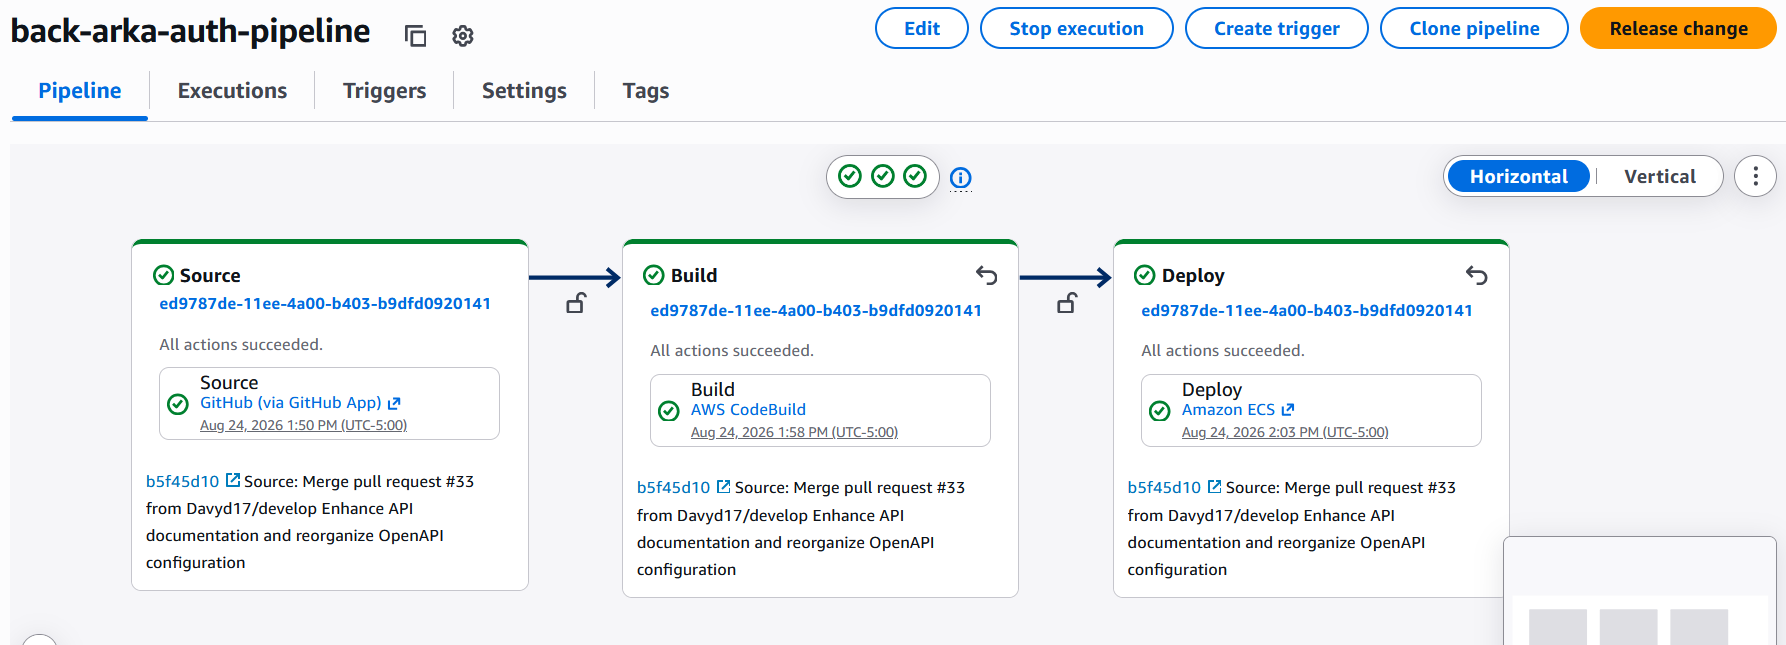 back-arka-auth-pipeline
Edit
Stop execution
Create trigger
Clone pipeline
Release change
Pipeline
Executions
Triggers
Settings
Tags
Horizontal
Vertical
Source
ed9787de-11ee-4a00-b403-b9dfd0920141
All actions succeeded.
Source
GitHub (via GitHub App)
Aug 24, 2026 1:50 PM (UTC-5:00)
b5f45d10 Source: Merge pull request #33
from Davyd17/develop Enhance API
documentation and reorganize OpenAPI
configuration
Build
ed9787de-11ee-4a00-b403-b9dfd0920141
All actions succeeded.
Build
AWS CodeBuild
Aug 24, 2026 1:58 PM (UTC-5:00)
b5f45d10 Source: Merge pull request #33
from Davyd17/develop Enhance API
documentation and reorganize OpenAPI
configuration
Deploy
ed9787de-11ee-4a00-b403-b9dfd0920141
All actions succeeded.
Deploy
Amazon ECS
Aug 24, 2026 2:03 PM (UTC-5:00)
b5f45d10 Source: Merge pull request #33
from Davyd17/develop Enhance API
documentation and reorganize OpenAPI
configuration